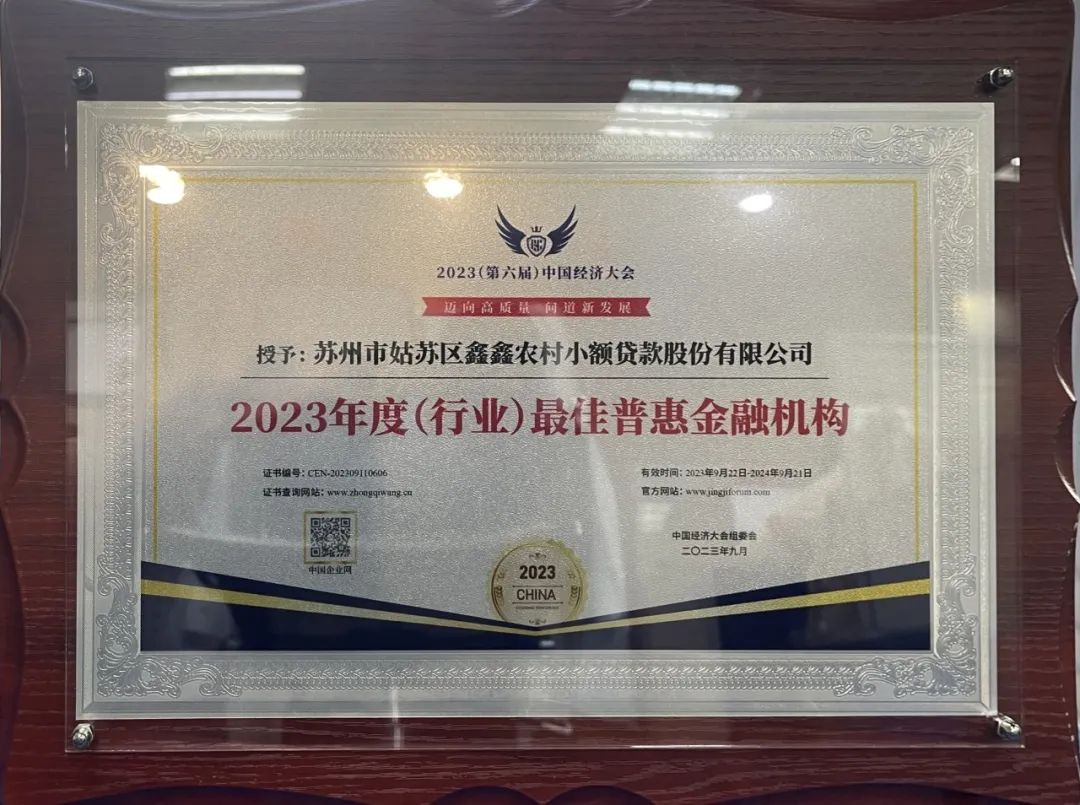 2023(第六届)中国经济大会
迈向高质量 问道新发展
授予：苏州市姑苏区鑫鑫农村小额贷款股份有限公司
2023年度(行业)最佳普惠金融机构
证书编号：CEN-202309110606
有效时间：2023年9月22日-2024年9月21日
证书查询网站：www.zhongqiwang.cn
官方网站：www.jingjiforum.com
中国企业网
中国经济大会组委会
二〇二三年九月
2023
CHINA